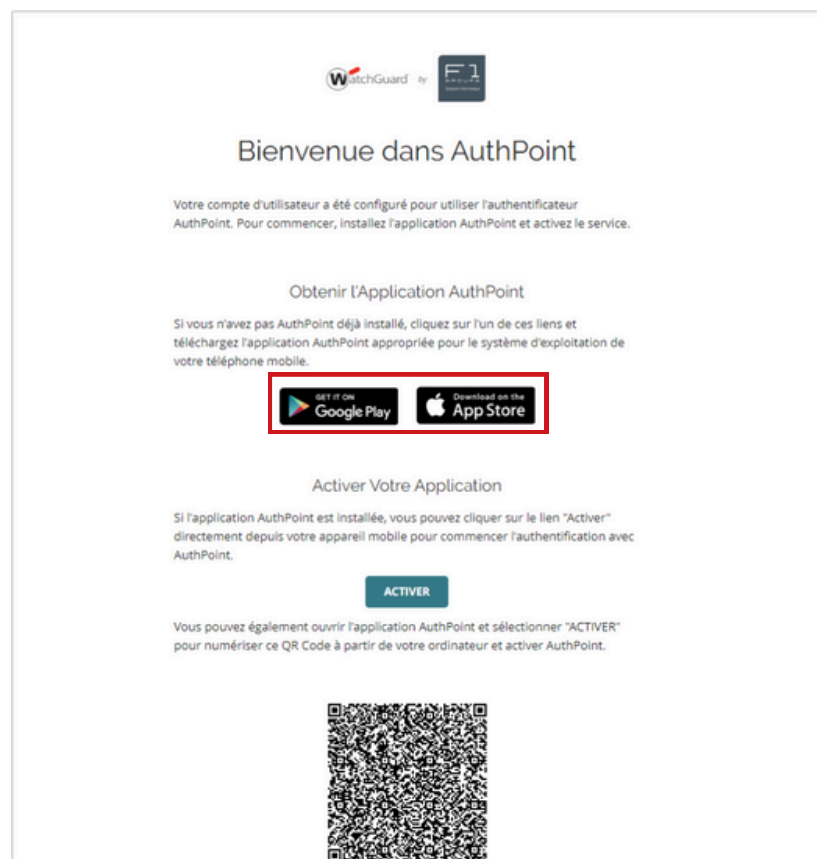 WatchGuard by F1
GROUPE
Bienvenue dans AuthPoint
Votre compte d'utilisateur a été configuré pour utiliser l'authentificateur
AuthPoint. Pour commencer, installez l'application AuthPoint et activez le service.
Obtenir l'Application AuthPoint
Si vous n'avez pas AuthPoint déjà installé, cliquez sur l'un de ces liens et
téléchargez l'application AuthPoint appropriée pour le système d'exploitation de
votre téléphone mobile.
GET IT ON
Google Play
Download on the
App Store
Activer Votre Application
Si l'application AuthPoint est installée, vous pouvez cliquer sur le lien "Activer"
directement depuis votre appareil mobile pour commencer l'authentification avec
AuthPoint.
ACTIVER
Vous pouvez également ouvrir l'application AuthPoint et sélectionner "ACTIVER"
pour numériser ce QR Code à partir de votre ordinateur et activer AuthPoint.